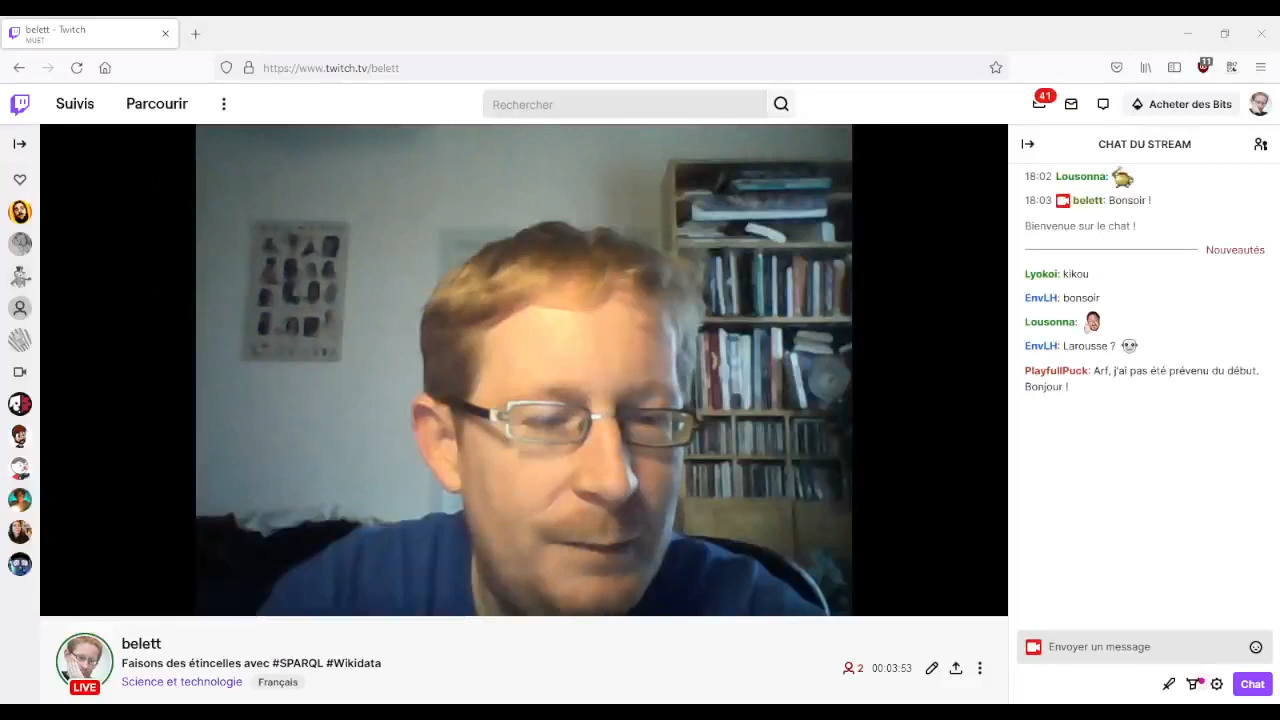 belett - Twitch
MUET
https://www.twitch.tv/belett
11
Suivis
Parcourir
Rechercher
41
Acheter des Bits
CHAT DU STREAM
18:02 Lousonna:
18:03 belett: Bonsoir !
Bienvenue sur le chat !
Nouveautés
Lyokoi: kikou
EnvLH: bonsoir
Lousonna:
EnvLH: Larousse ?
PlayfullPuck: Arf, j'ai pas été prévenu du début.
Bonjour !
belett
Faisons des étincelles avec #SPARQL #Wikidata
Science et technologie
Français
LIVE
2
00:03:53
Envoyer un message
Chat